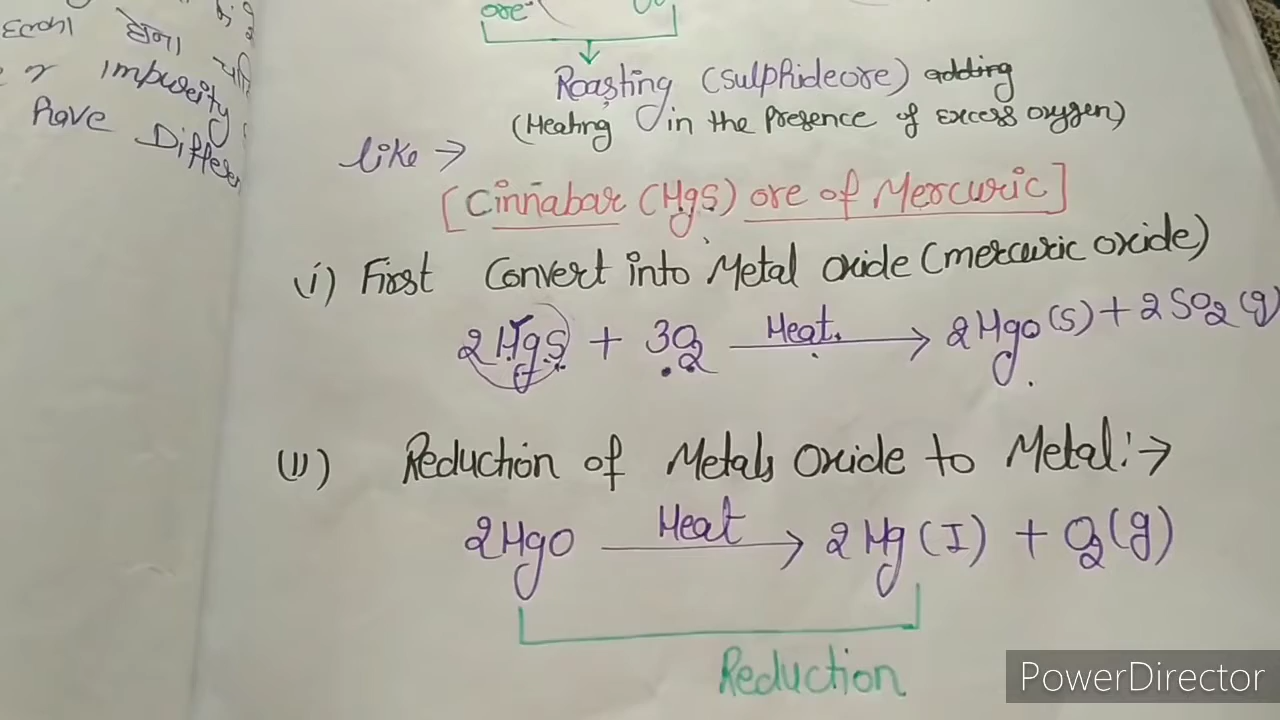 हल्का होना
impurity
have Differ
ore
Roasting (Sulphideore) adding
(Heating in the Presence of Excess oxygen)
like →
[Cinnabar (HgS) ore of Mercuric]
(i) First Convert into Metal oxide (mercuric oxide)
2HgS + 3O2 Heat. → 2HgO(s) + 2SO2(g)
(II) Reduction of Metals Oxide to Metal:→
2HgO Heat → 2Hg(I) + O2(g)
Reduction
PowerDirector